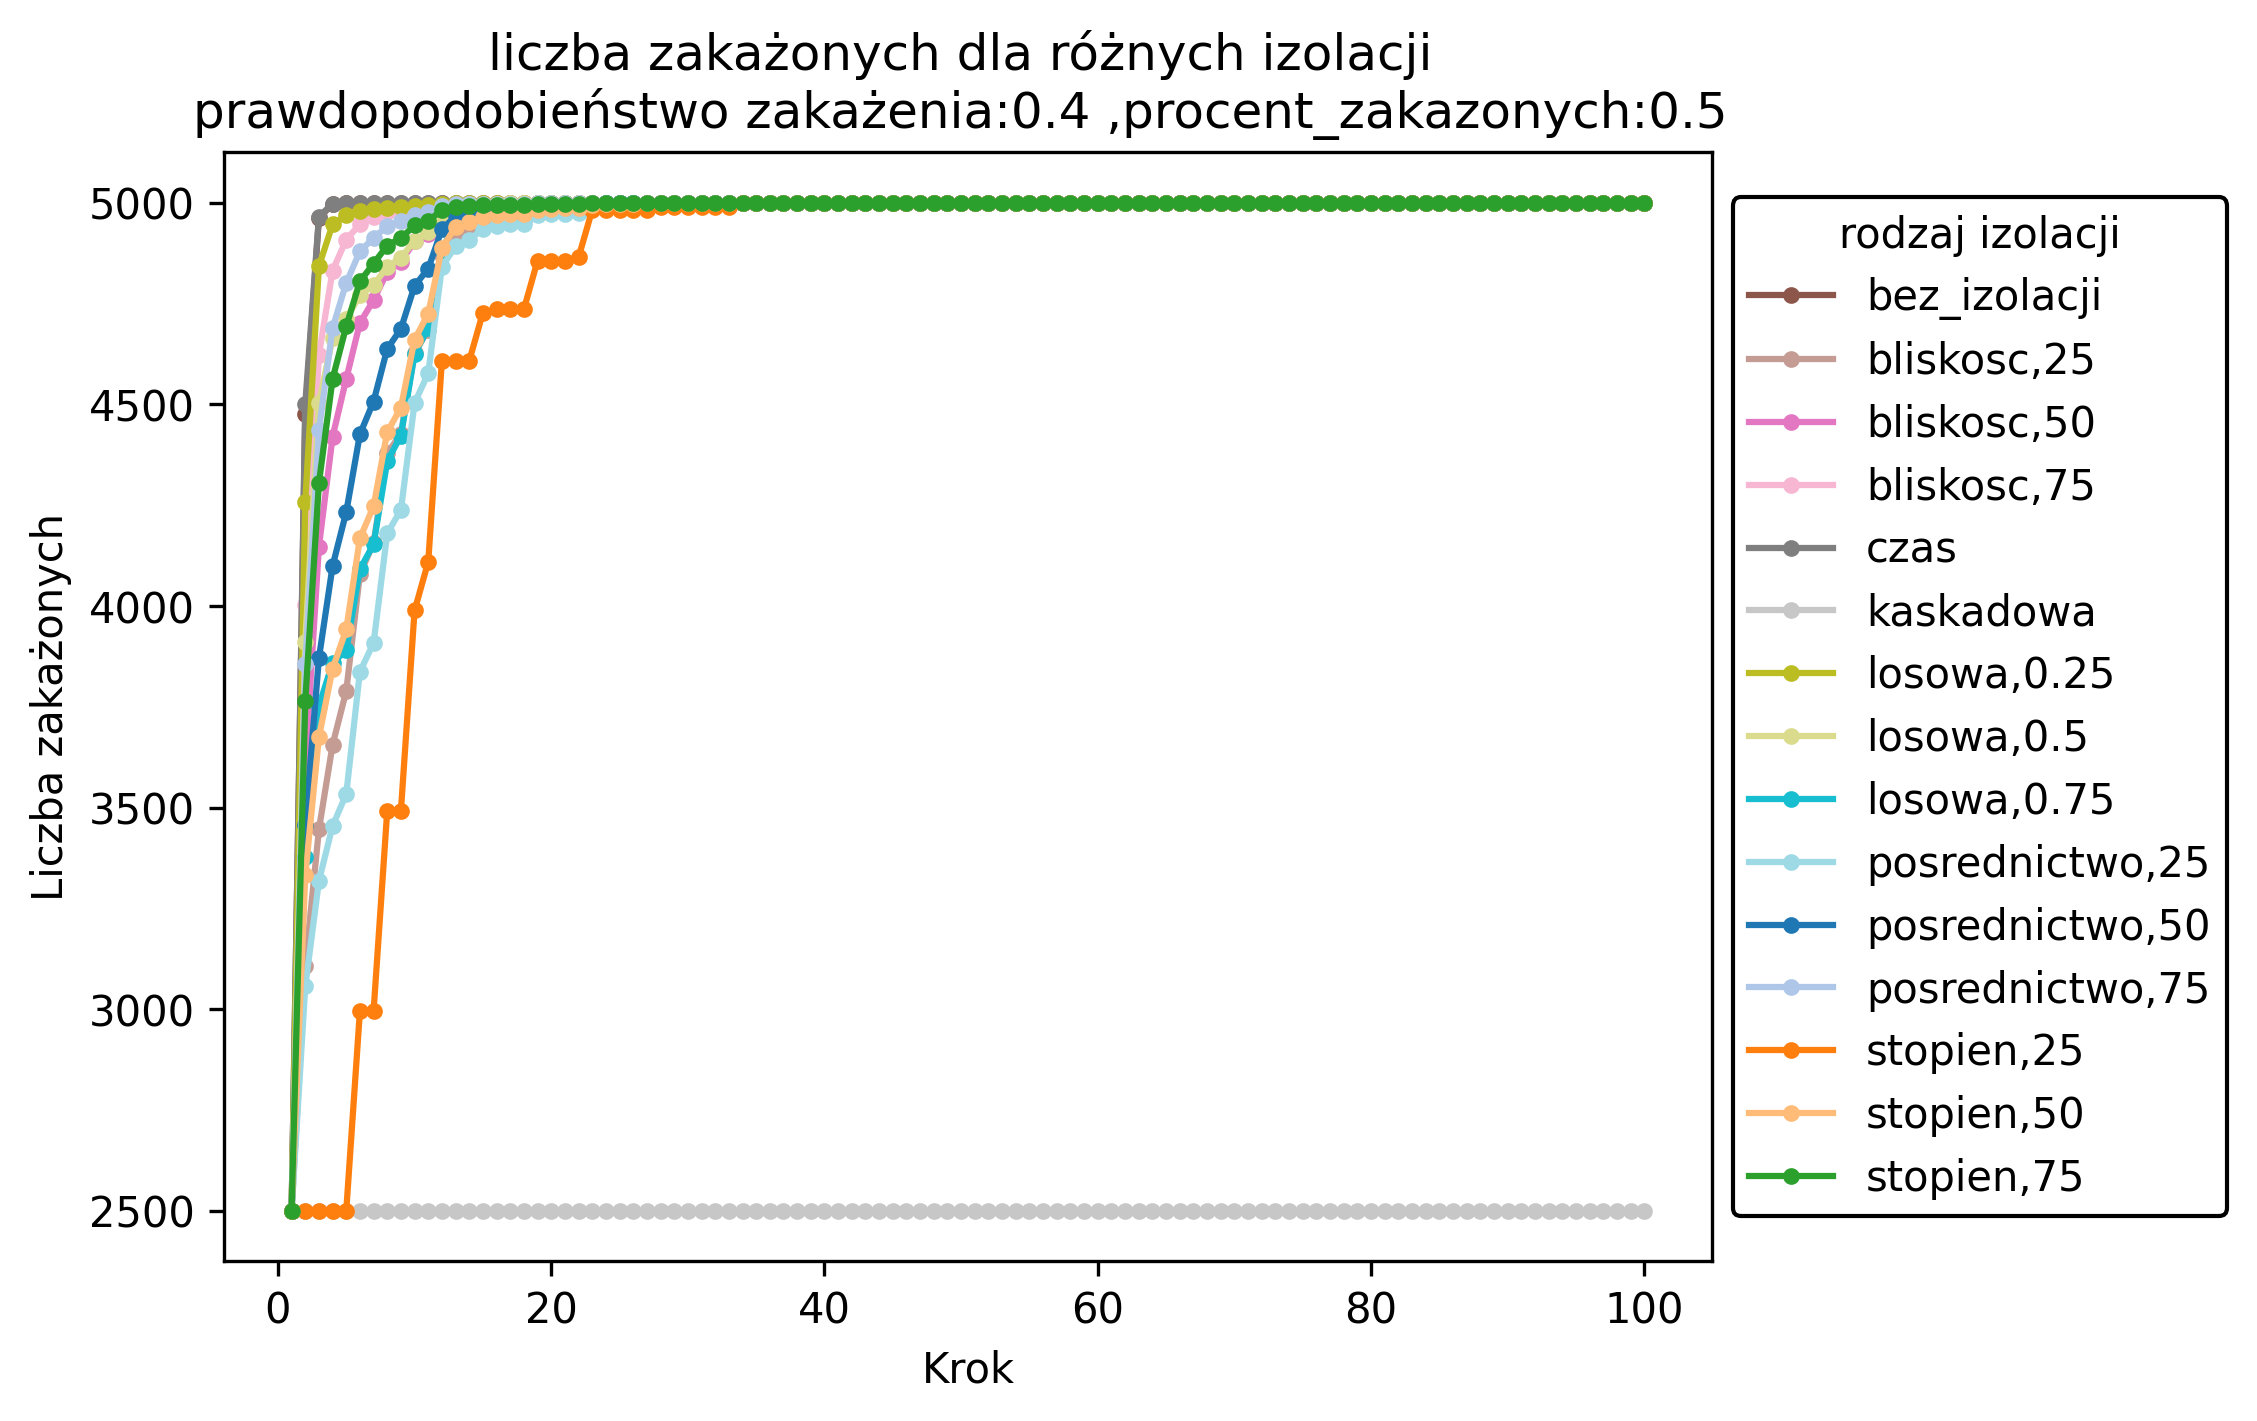 liczba zakażonych dla różnych izolacji
prawdopodobieństwo zakażenia:0.4 ,procent_zakazonych:0.5
Liczba zakażonych
5000
4500
4000
3500
3000
2500
0 20 40 60 80 100
Krok
rodzaj izolacji
bez_izolacji
bliskosc,25
bliskosc,50
bliskosc,75
czas
kaskadowa
losowa,0.25
losowa,0.5
losowa,0.75
posrednictwo,25
posrednictwo,50
posrednictwo,75
stopien,25
stopien,50
stopien,75